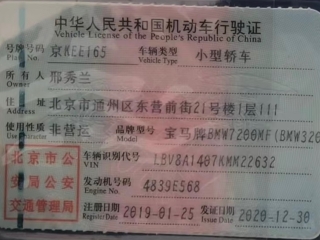 中华人民共和国机动车行驶证
Vehicle License of the People's Republic of China
号牌号码 京KEE165 车辆类型 小型轿车
Plate No. Vehicle Type
所有人 邢秀兰
Owner
住址 北京市通州区东营前街21号楼1层111
Address
使用性质 非营运 品牌型号 宝马牌BMW7200MF(BMW320
Use Character Model
北京市公 车辆识别代号 LBV8A1407KMM22632
VIN
安局公安 发动机号码 4839E568
Engine No.
交通管理局 注册日期 2019-01-25 发证日期 2020-12-30
Register Date Issue Date